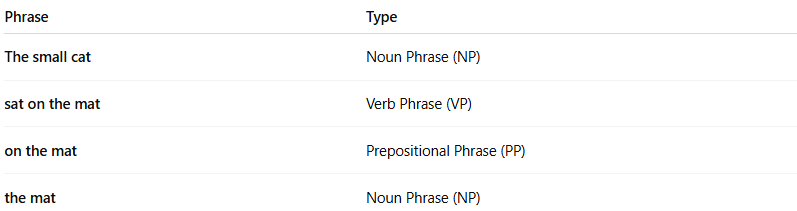 Phrase Type
The small cat Noun Phrase (NP)
sat on the mat Verb Phrase (VP)
on the mat Prepositional Phrase (PP)
the mat Noun Phrase (NP)